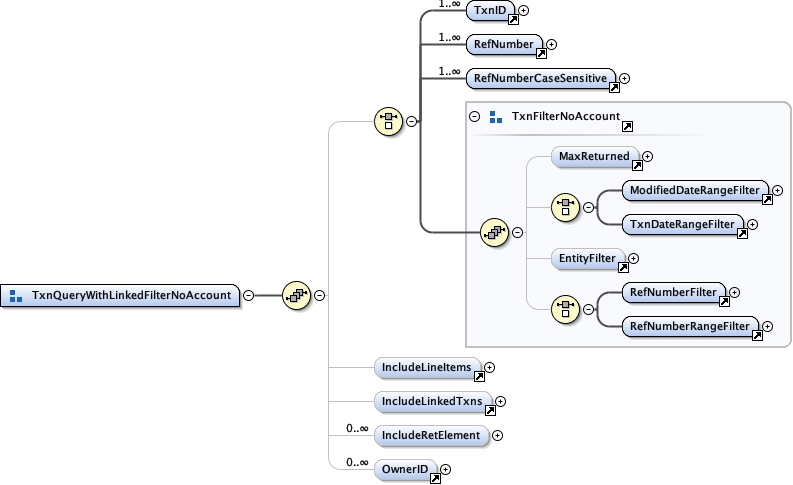 1..∞
TxnID
1..∞
RefNumber
1..∞
RefNumberCaseSensitive
TxnFilterNoAccount
MaxReturned
ModifiedDateRangeFilter
TxnDateRangeFilter
EntityFilter
RefNumberFilter
RefNumberRangeFilter
TxnQueryWithLinkedFilterNoAccount
IncludeLineItems
IncludeLinkedTxns
0..∞
IncludeRetElement
0..∞
OwnerID